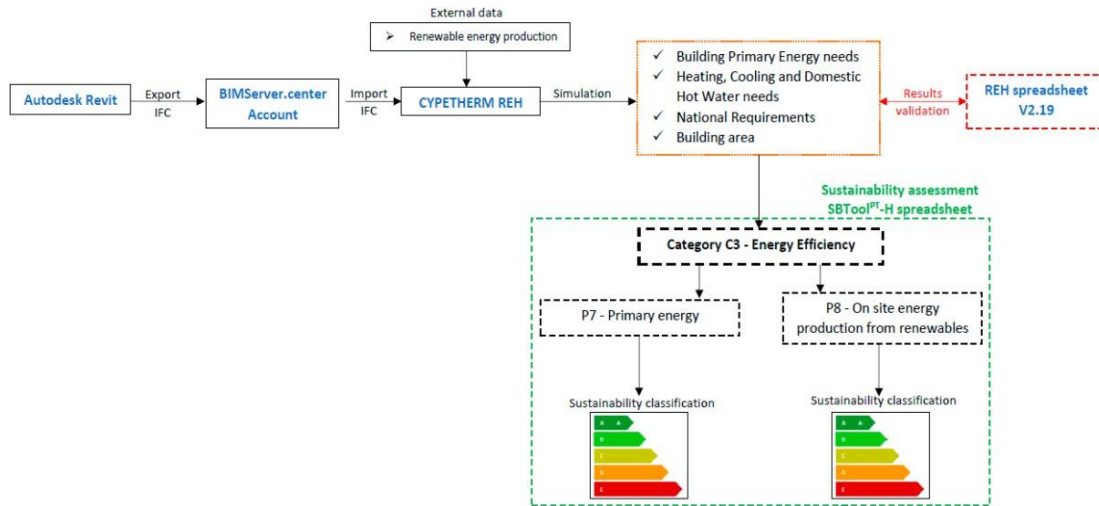 External data
➢ Renewable energy production
Autodesk Revit
Export
IFC
BIMServer.center
Account
Import
IFC
CYPETHERM REH
Simulation
✓ Building Primary Energy needs
✓ Heating, Cooling and Domestic
Hot Water needs
✓ National Requirements
✓ Building area
Results
validation
REH spreadsheet
V2.19
Sustainability assessment
SBToolᴾᵀ-H spreadsheet
Category C3 - Energy Efficiency
P7 - Primary energy
P8 - On site energy
production from renewables
Sustainability classification
A A
B
C
D
E
Sustainability classification
A A
B
C
D
E